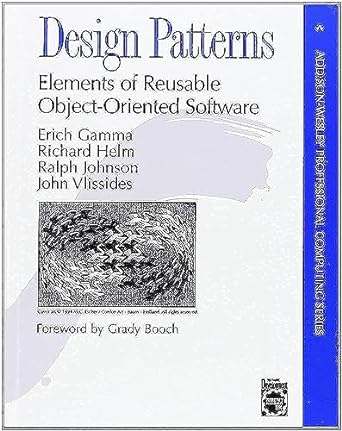 Design Patterns
Elements of Reusable
Object-Oriented Software
Erich Gamma
Richard Helm
Ralph Johnson
John Vlissides
Foreword by Grady Booch
ADDISON-WESLEY PROFESSIONAL COMPUTING SERIES